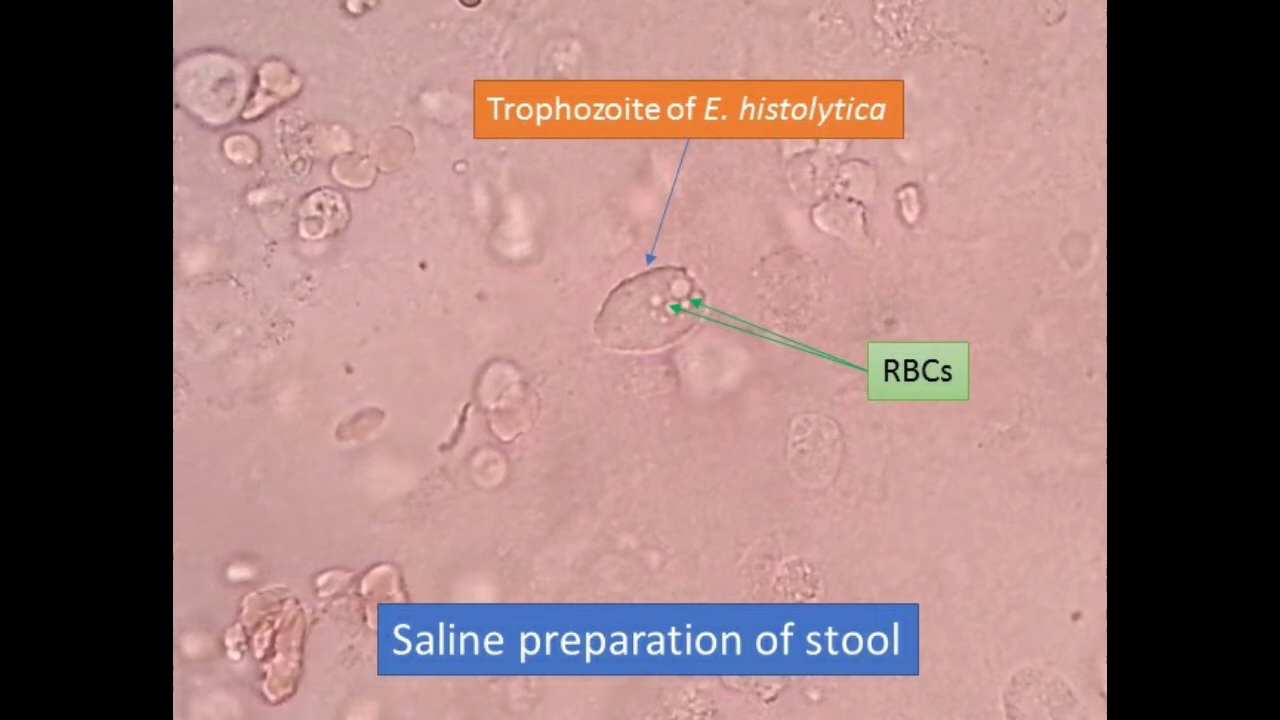 Trophozoite of E. histolytica
RBCs
Saline preparation of stool